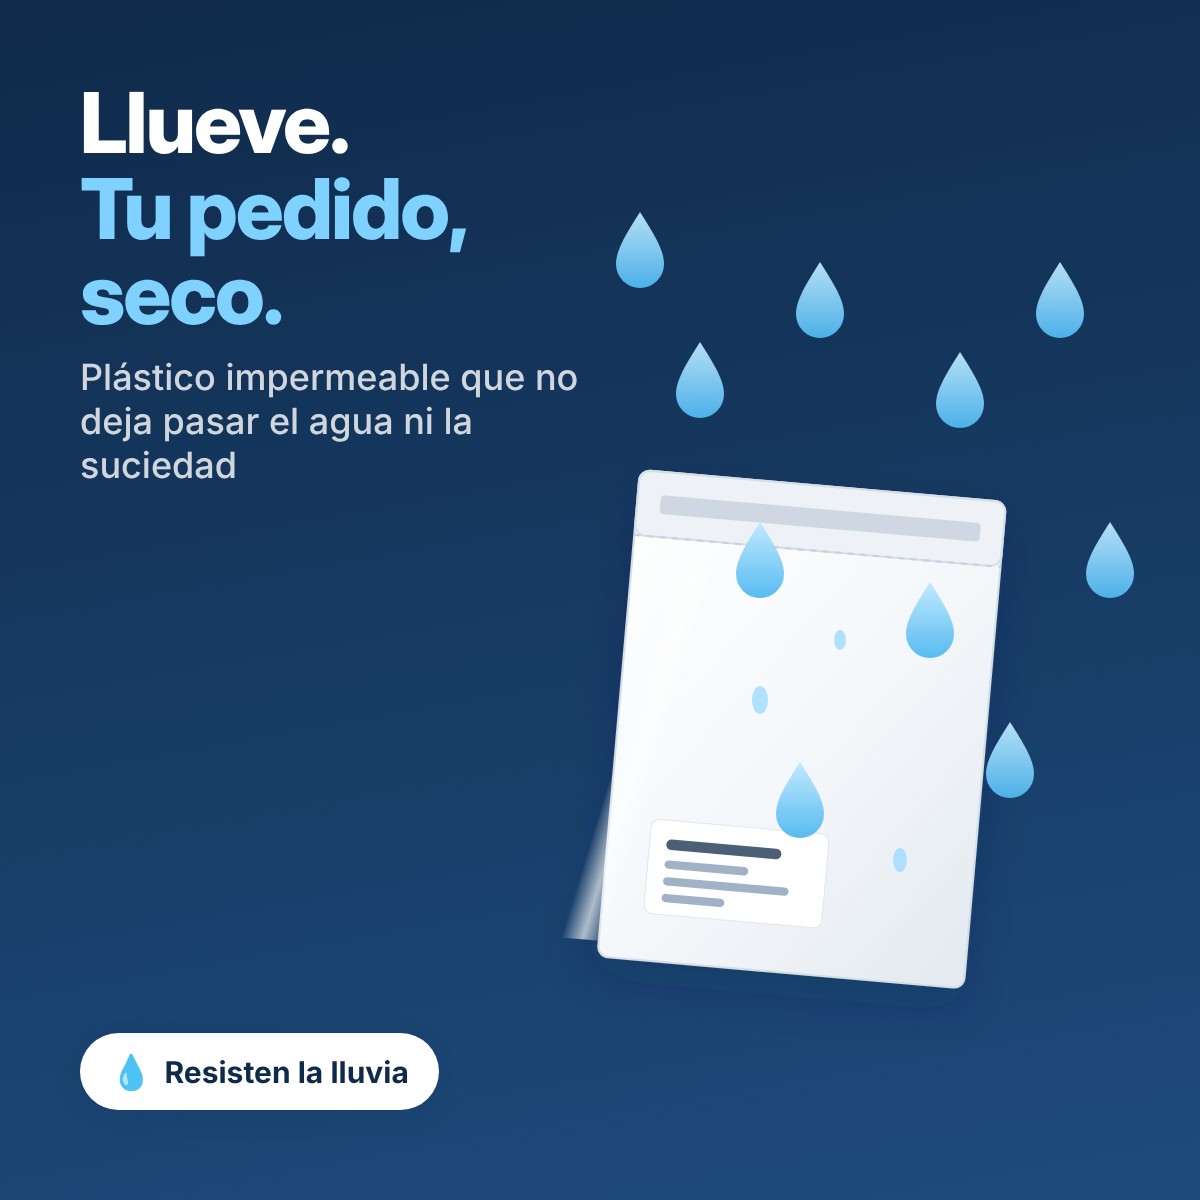 Llueve.
Tu pedido,
seco.
Plástico impermeable que no
deja pasar el agua ni la
suciedad
Resisten la lluvia